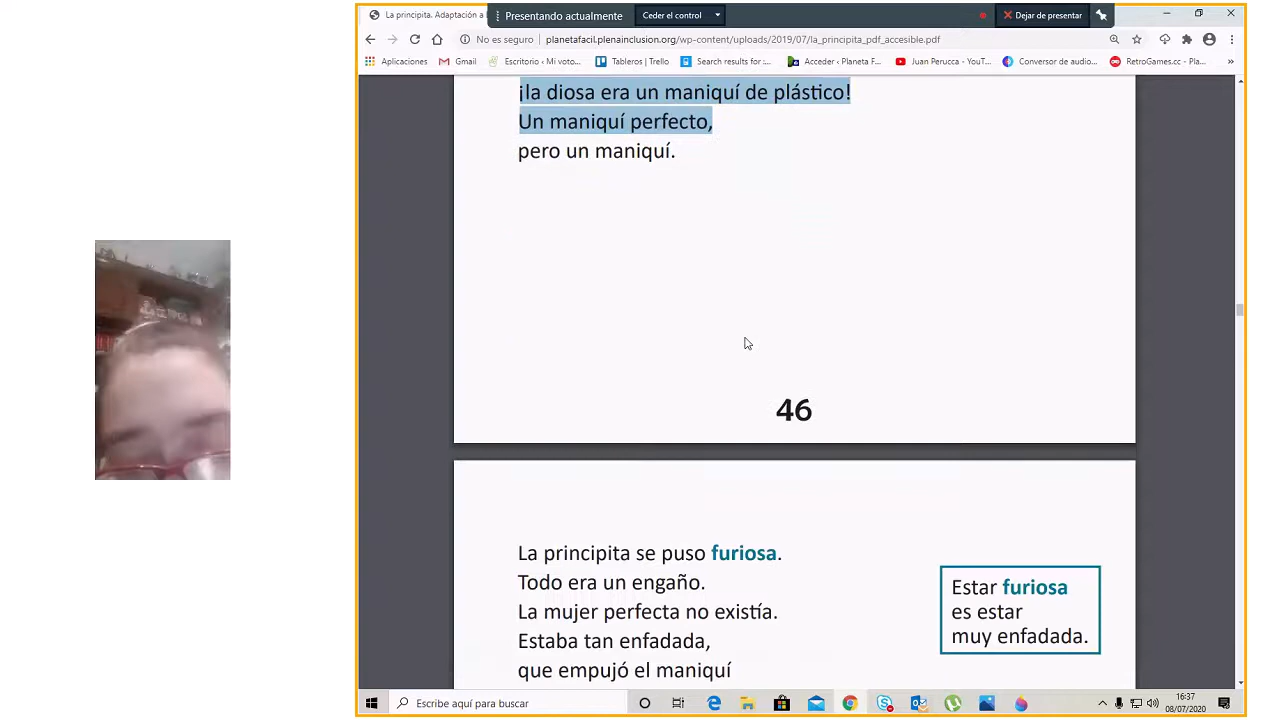 La principita. Adaptación a
Presentando actualmente
Ceder el control
Dejar de presentar
No es seguro
planetafacil.plenainclusion.org/wp-content/uploads/2019/07/la_principita_pdf_accesible.pdf
Aplicaciones
Gmail
Escritorio ‹ Mi voto...
Tableros | Trello
Search results for:...
Acceder ‹ Planeta F...
Juan Perucca - YouT...
Conversor de audio...
RetroGames.cc - Pla...
»
¡la diosa era un maniquí de plástico!
Un maniquí perfecto,
pero un maniquí.
46
La principita se puso furiosa.
Todo era un engaño.
La mujer perfecta no existía.
Estaba tan enfadada,
que empujó el maniquí
Estar furiosa
es estar
muy enfadada.
Escribe aquí para buscar
16:37
08/07/2020